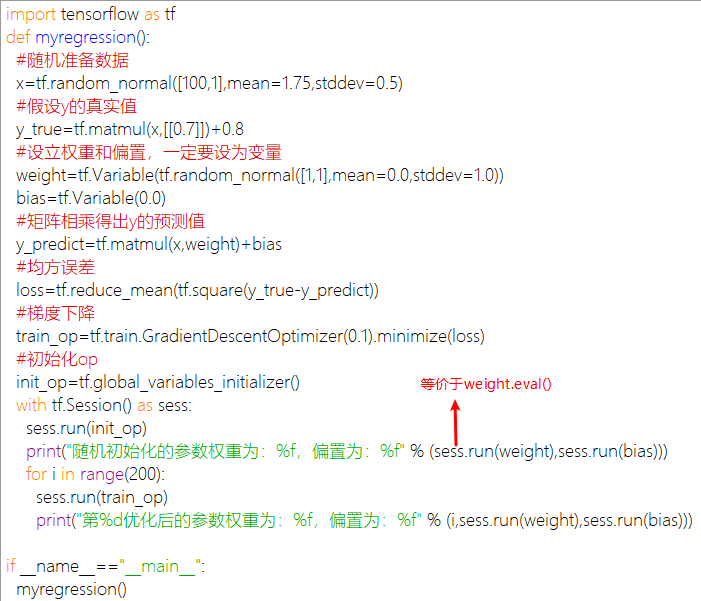 import tensorflow as tf
def myregression():
  #随机准备数据
  x=tf.random_normal([100,1],mean=1.75,stddev=0.5)
  #假设y的真实值
  y_true=tf.matmul(x,[[0.7]])+0.8
  #设立权重和偏置，一定要设为变量
  weight=tf.Variable(tf.random_normal([1,1],mean=0.0,stddev=1.0))
  bias=tf.Variable(0.0)
  #矩阵相乘得出y的预测值
  y_predict=tf.matmul(x,weight)+bias
  #均方误差
  loss=tf.reduce_mean(tf.square(y_true-y_predict))
  #梯度下降
  train_op=tf.train.GradientDescentOptimizer(0.1).minimize(loss)
  #初始化op
  init_op=tf.global_variables_initializer()
等价于weight.eval()
  with tf.Session() as sess:
    sess.run(init_op)
    print("随机初始化的参数权重为：%f，偏置为：%f" % (sess.run(weight),sess.run(bias)))
    for i in range(200):
      sess.run(train_op)
      print("第%d优化后的参数权重为：%f，偏置为：%f" % (i,sess.run(weight),sess.run(bias)))
if __name__=="__main__":
  myregression()